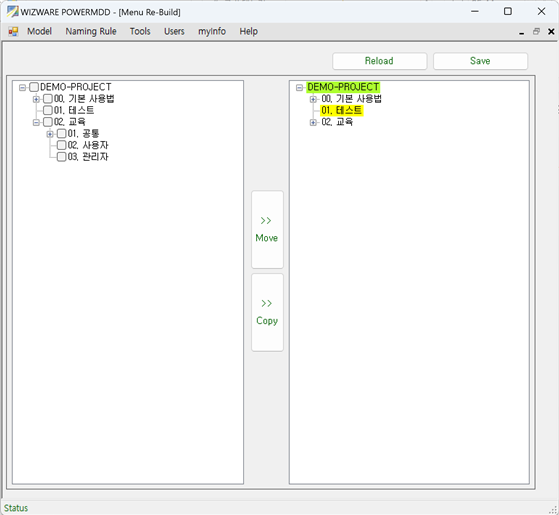 WIZWARE POWERMDD - [Menu Re-Build]
Model Naming Rule Tools Users myInfo Help
Reload Save
DEMO-PROJECT
00. 기본 사용법
01. 테스트
02. 교육
01. 공통
02. 사용자
03. 관리자
>>
Move
>>
Copy
DEMO-PROJECT
00. 기본 사용법
01. 테스트
02. 교육
Status